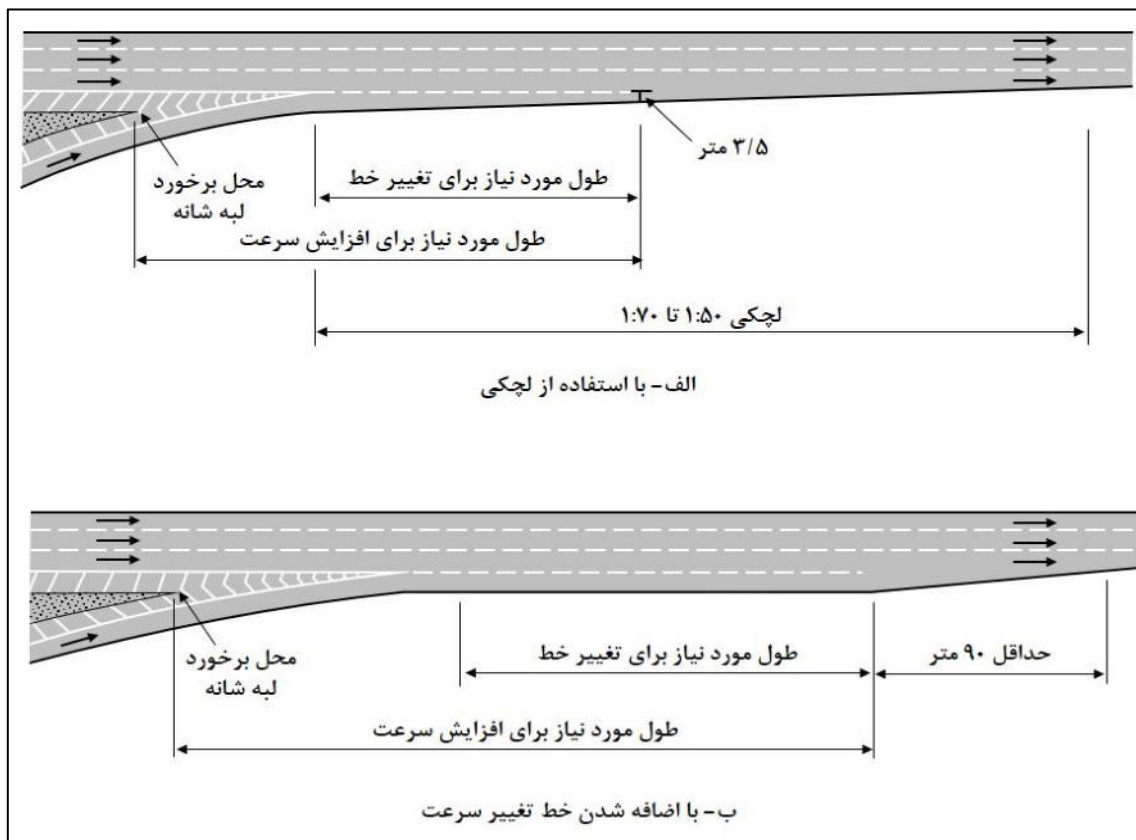 ۳/۵ متر
محل برخورد
لبه شانه
طول مورد نیاز برای تغییر خط
طول مورد نیاز برای افزایش سرعت
لچکی ۱:۵۰ تا ۱:۷۰
الف- با استفاده از لچکی
محل برخورد
لبه شانه
طول مورد نیاز برای تغییر خط
حداقل ۹۰ متر
طول مورد نیاز برای افزایش سرعت
ب- با اضافه شدن خط تغییر سرعت